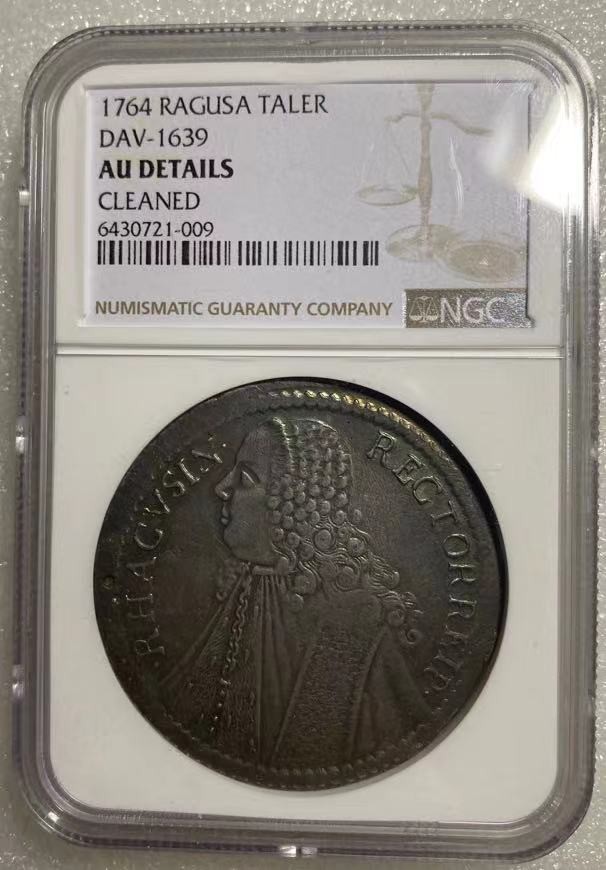 1764 RAGUSA TALER
DAV-1639
AU DETAILS
CLEANED
6430721-009
NUMISMATIC GUARANTY COMPANY
NGC
·RHACVSIN·
RECTOR REIP·